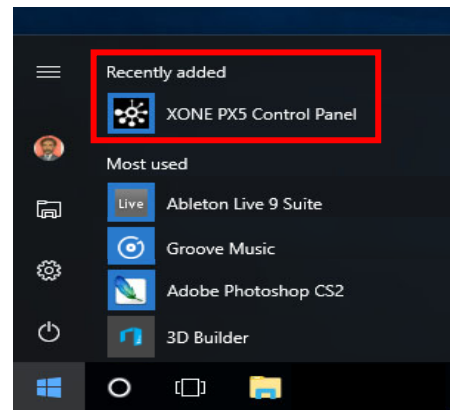 Recently added
XONE PX5 Control Panel
Most used
Live
Ableton Live 9 Suite
Groove Music
Adobe Photoshop CS2
3D Builder